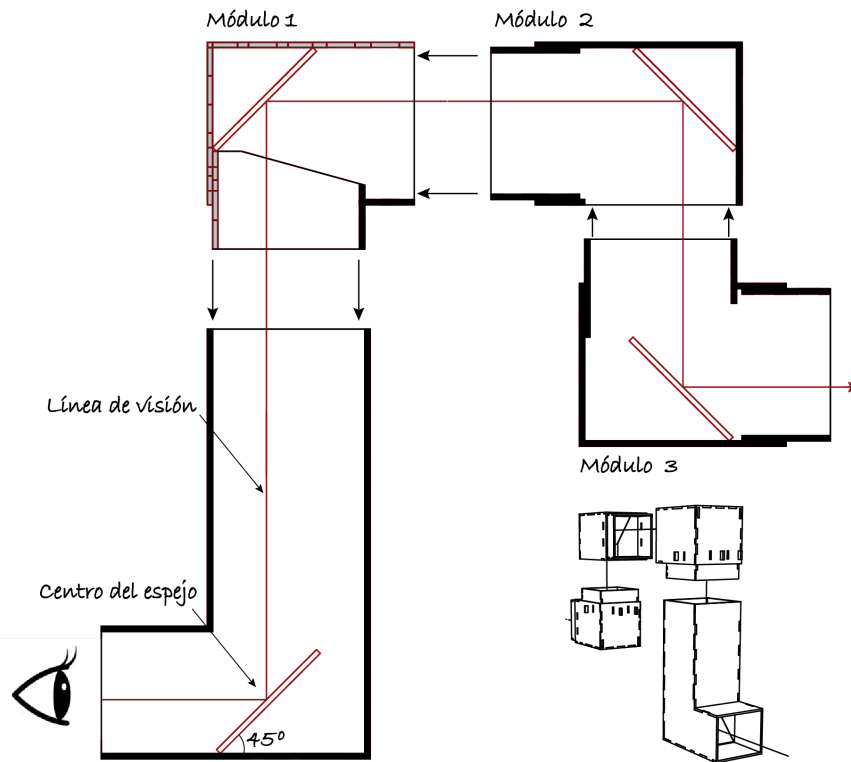 Módulo 1
Módulo 2
Línea de visión
Módulo 3
Centro del espejo
45º